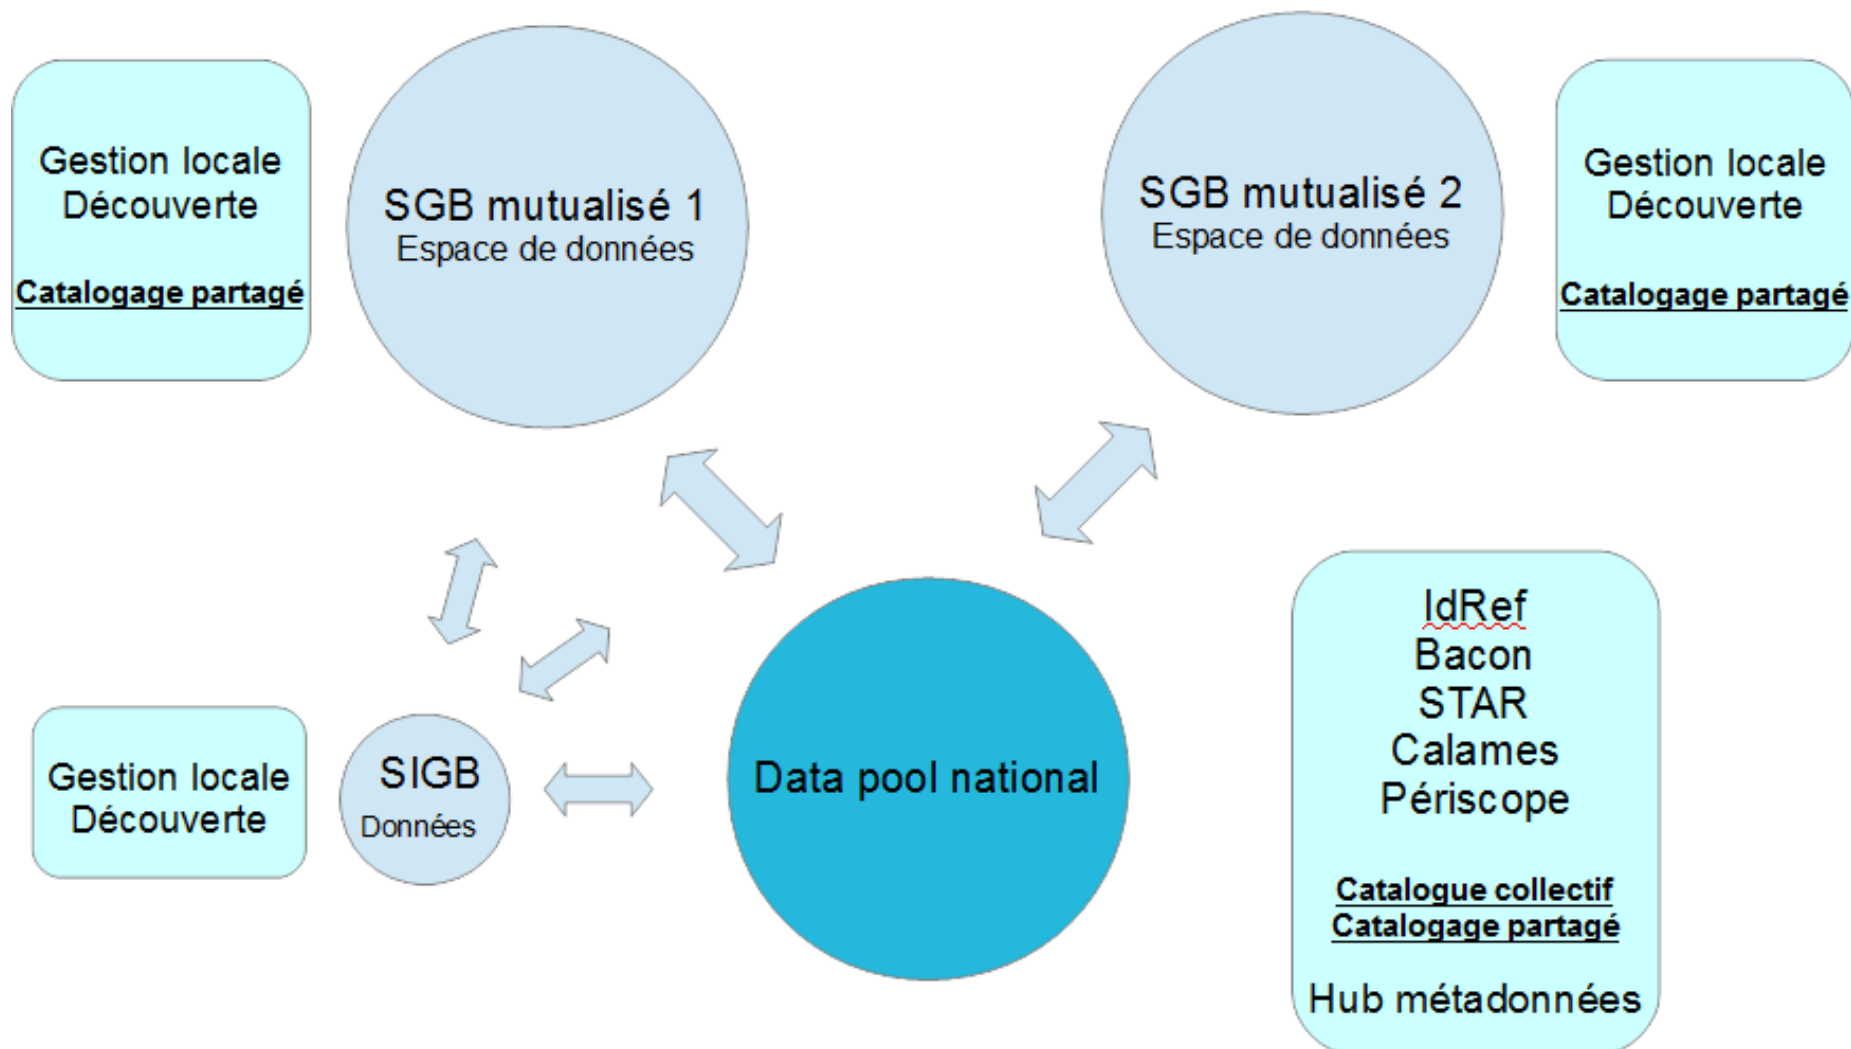 Gestion locale
Découverte
Catalogage partagé
SGB mutualisé 1
Espace de données
SGB mutualisé 2
Espace de données
Gestion locale
Découverte
Catalogage partagé
Gestion locale
Découverte
SIGB
Données
Data pool national
IdRef
Bacon
STAR
Calames
Périscope
Catalogue collectif
Catalogage partagé
Hub métadonnées